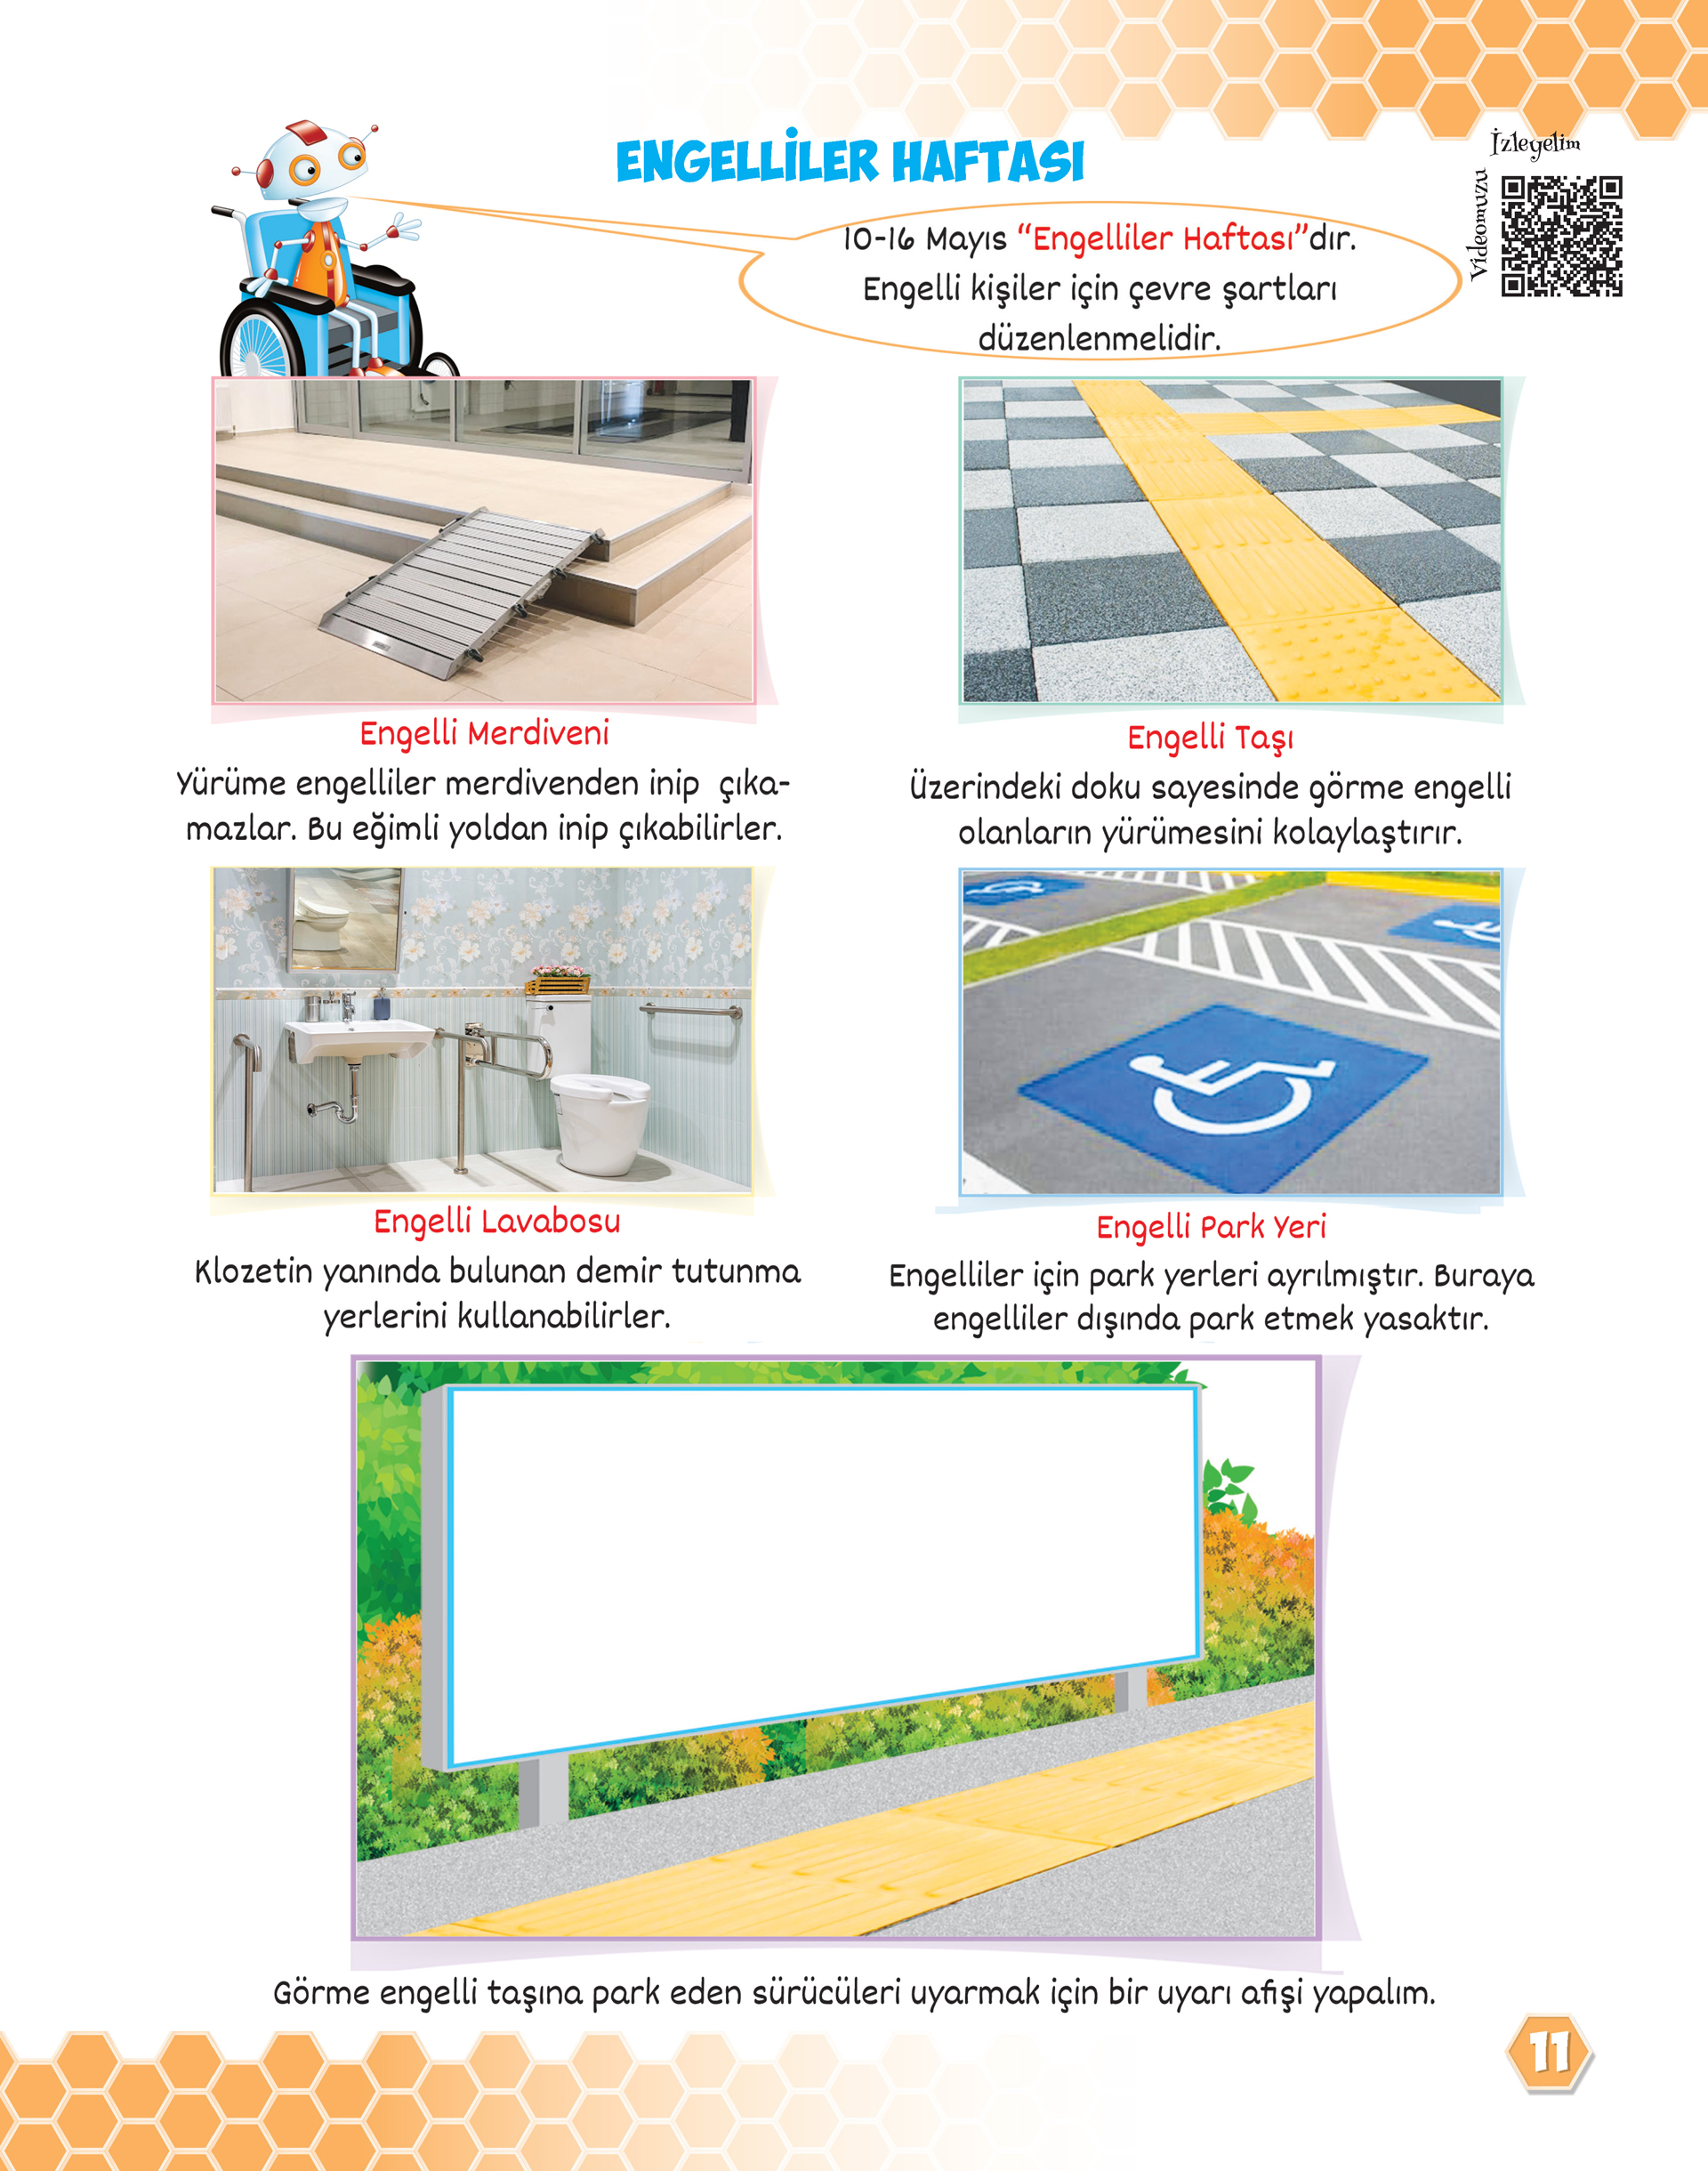 ENGELLİLER HAFTASI
İzleyelim
Videomuzu
10-16 Mayıs “Engelliler Haftası”dır.
Engelli kişiler için çevre şartları
düzenlenmelidir.
Engelli Merdiveni
Yürüme engelliler merdivenden inip çıka-
mazlar. Bu eğimli yoldan inip çıkabilirler.
Engelli Taşı
Üzerindeki doku sayesinde görme engelli
olanların yürümesini kolaylaştırır.
Engelli Lavabosu
Klozetin yanında bulunan demir tutunma
yerlerini kullanabilirler.
Engelli Park Yeri
Engelliler için park yerleri ayrılmıştır. Buraya
engelliler dışında park etmek yasaktır.
Görme engelli taşına park eden sürücüleri uyarmak için bir uyarı afişi yapalım.
11